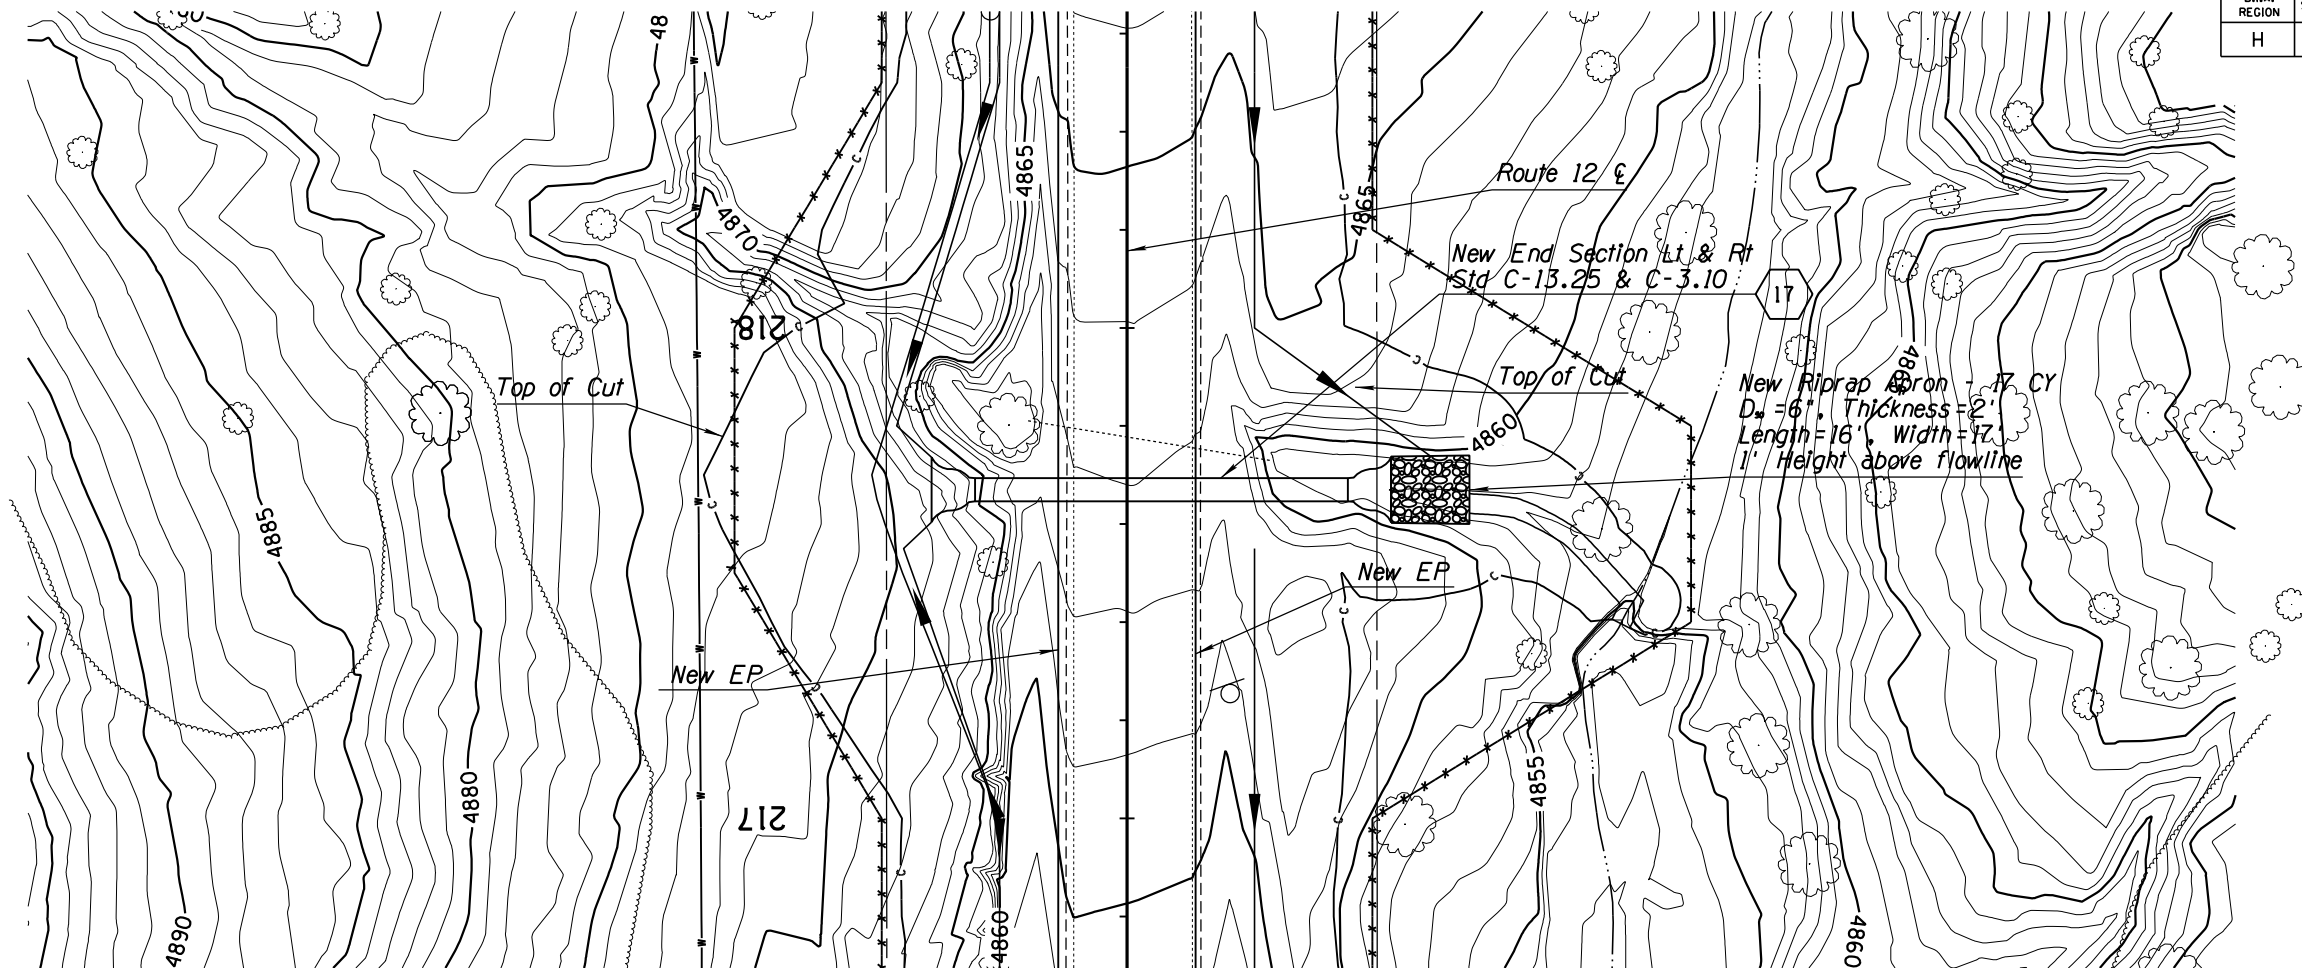 REGION
H
48
4865
4870
4865
Route 12 ℄
New End Section Lt & Rt
Std C-13.25 & C-3.10
17
218
Top of Cut
Top of Cut
4860
New Riprap Apron - 17 CY
D₅₀ =6", Thickness=2'
Length=16', Width=17'
1' Height above flowline
4885
New EP
New EP
4855
4880
217
4890
4860
4860
W
W
W
W
W
W
W
C
C
C
C
C
C
C
C
C
C
C